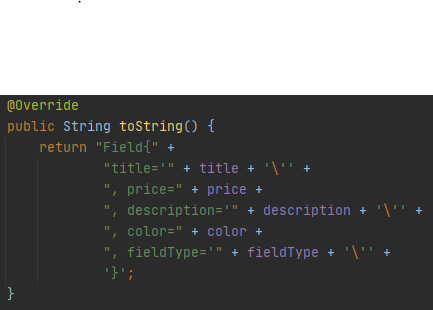 @Override
public String toString() {
    return "Field{" +
            "title='" + title + '\'' +
            ", price=" + price +
            ", description='" + description + '\'' +
            ", color=" + color +
            ", fieldType='" + fieldType + '\'' +
            '}';
}